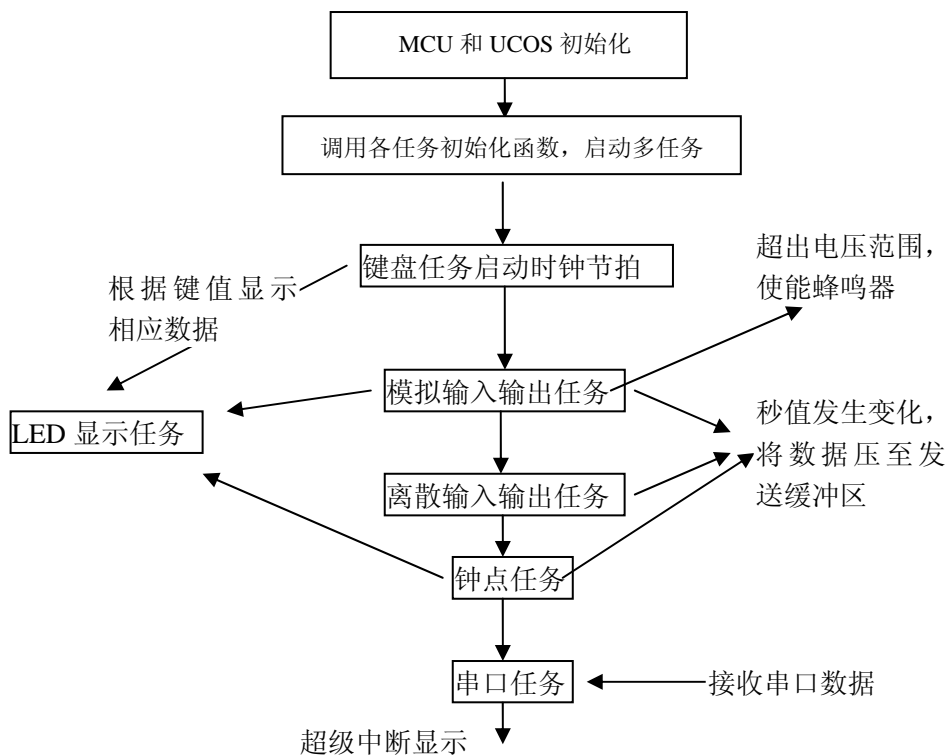 MCU 和 UCOS 初始化
调用各任务初始化函数，启动多任务
键盘任务启动时钟节拍
超出电压范围，
使能蜂鸣器
根据键值显示
相应数据
模拟输入输出任务
LED 显示任务
秒值发生变化，
将数据压至发
送缓冲区
离散输入输出任务
钟点任务
串口任务
接收串口数据
超级中断显示